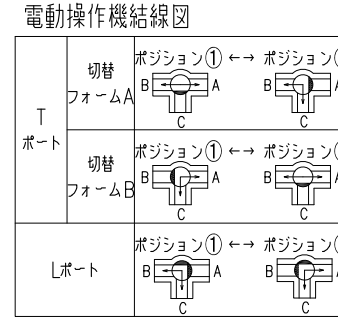 電動操作機結線図
Tポート
切替フォームA
ポジション① ←→ ポジション
B A B A
C C
切替フォームB
ポジション① ←→ ポジション
B A B A
C C
Lポート
ポジション① ←→ ポジション
B A B A
C C